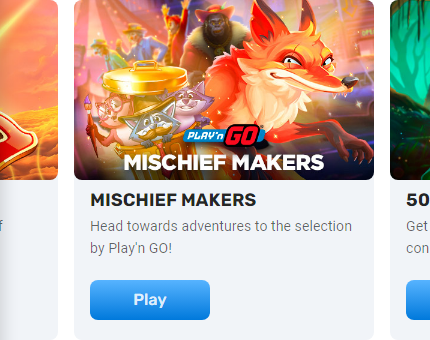 PLAY'n GO
MISCHIEF MAKERS
MISCHIEF MAKERS
Head towards adventures to the selection
by Play'n GO!
Play
f
50
Get
con